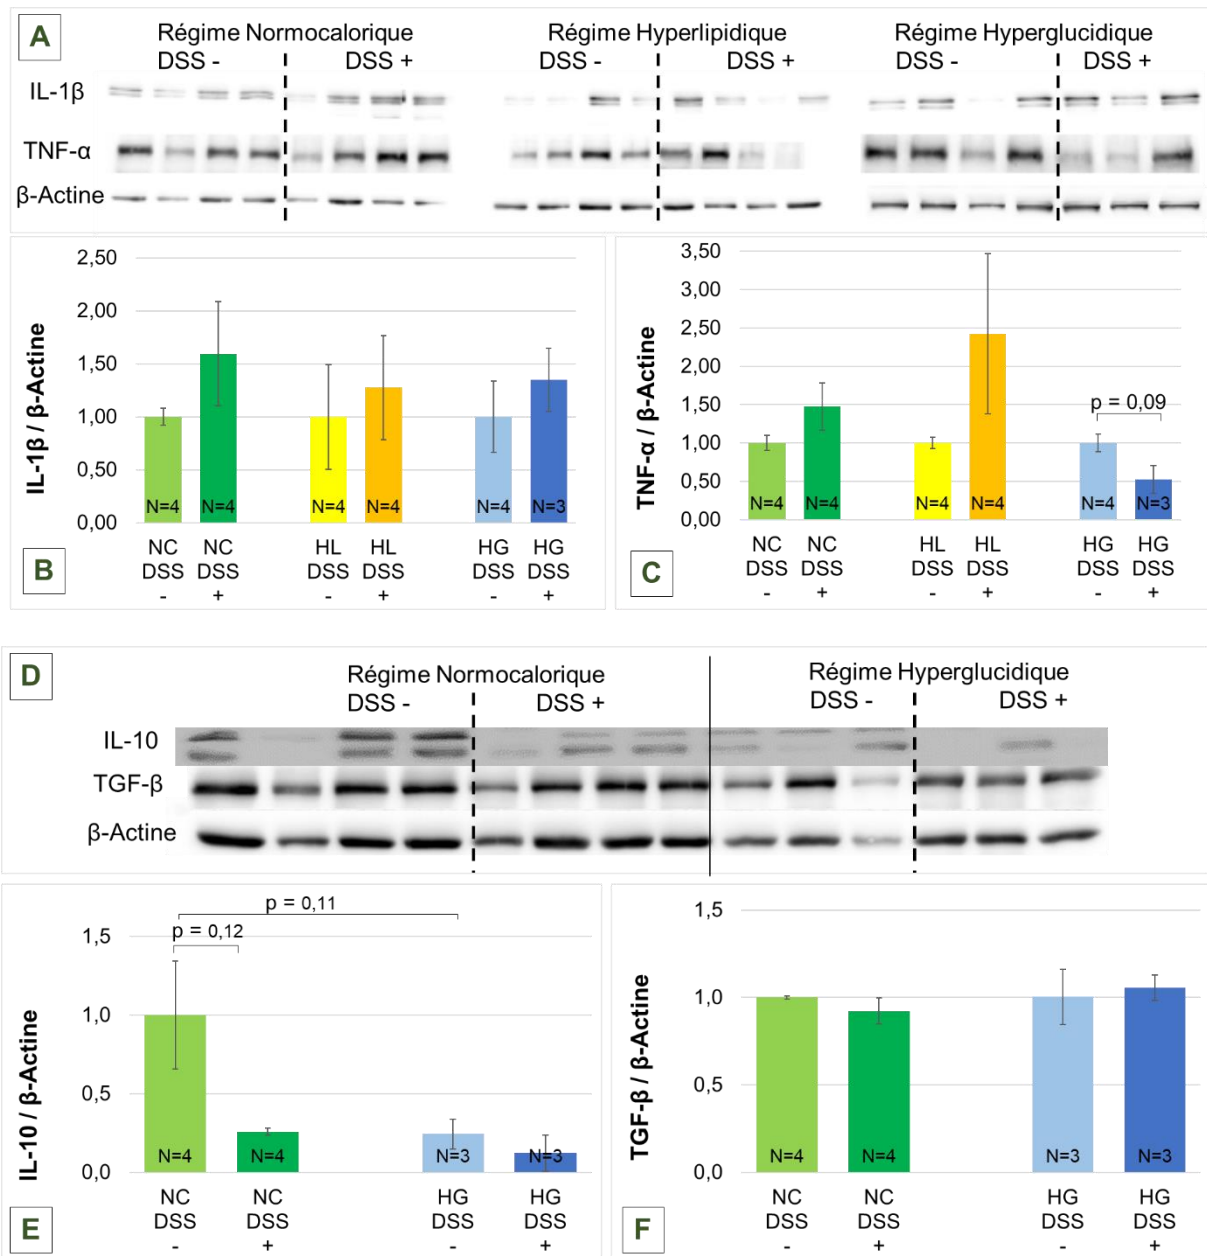 A
Régime Normocalorique
Régime Hyperlipidique
Régime Hyperglucidique
DSS -
DSS +
DSS -
DSS +
DSS -
DSS +
IL-1β
TNF-α
β-Actine
B
IL-1β / β-Actine
2,50
2,00
1,50
1,00
0,50
0,00
N=4
N=4
N=4
N=4
N=4
N=3
NC NC HL HL HG HG
DSS DSS DSS DSS DSS DSS
- + - + - +
C
TNF-α / β-Actine
3,50
3,00
2,50
2,00
1,50
1,00
0,50
0,00
p = 0,09
N=4
N=4
N=4
N=4
N=4
N=3
NC NC HL HL HG HG
DSS DSS DSS DSS DSS DSS
- + - + - +
D
Régime Normocalorique
Régime Hyperglucidique
DSS -
DSS +
DSS -
DSS +
IL-10
TGF-β
β-Actine
E
IL-10 / β-Actine
p = 0,11
p = 0,12
1,5
1,0
0,5
0,0
N=4
N=4
N=3
N=3
NC NC HG HG
DSS DSS DSS DSS
- + - +
F
TGF-β / β-Actine
1,5
1,0
0,5
0,0
N=4
N=4
N=3
N=3
NC NC HG HG
DSS DSS DSS DSS
- + - +